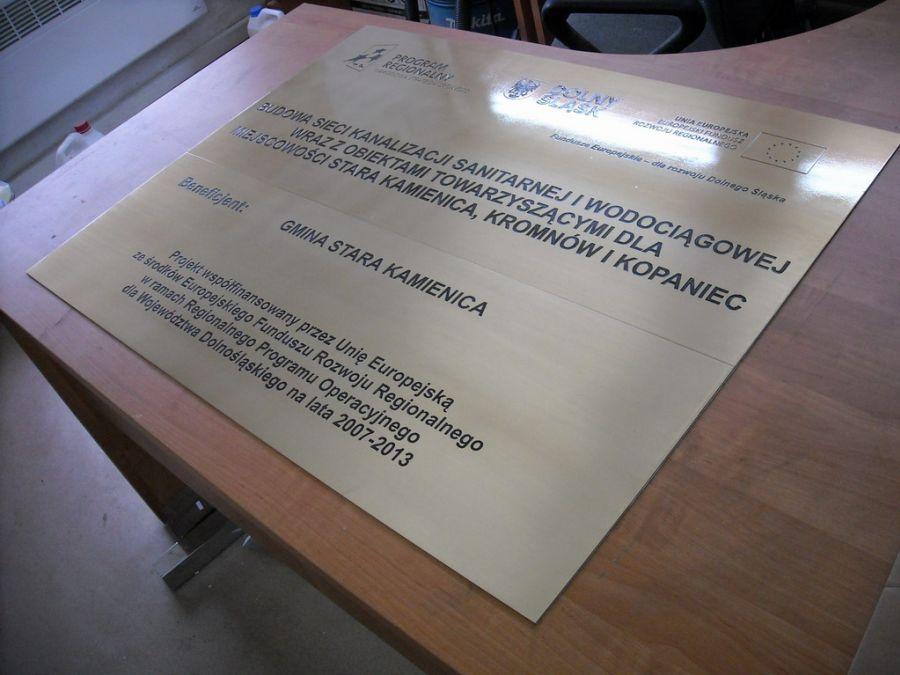 makita
PROGRAM
REGIONALNY
DOLNY
ŚLĄSK
UNIA EUROPEJSKA
EUROPEJSKI FUNDUSZ
ROZWOJU REGIONALNEGO
Fundusze Europejskie – dla rozwoju Dolnego Śląska
BUDOWA SIECI KANALIZACJI SANITARNEJ I WODOCIĄGOWEJ
WRAZ Z OBIEKTAMI TOWARZYSZĄCYMI DLA
MIEJSCOWOŚCI STARA KAMIENICA, KROMNÓW I KOPANIEC
Beneficjent:
GMINA STARA KAMIENICA
Projekt współfinansowany przez Unię Europejską
ze środków Europejskiego Funduszu Rozwoju Regionalnego
w ramach Regionalnego Programu Operacyjnego
dla Województwa Dolnośląskiego na lata 2007-2013